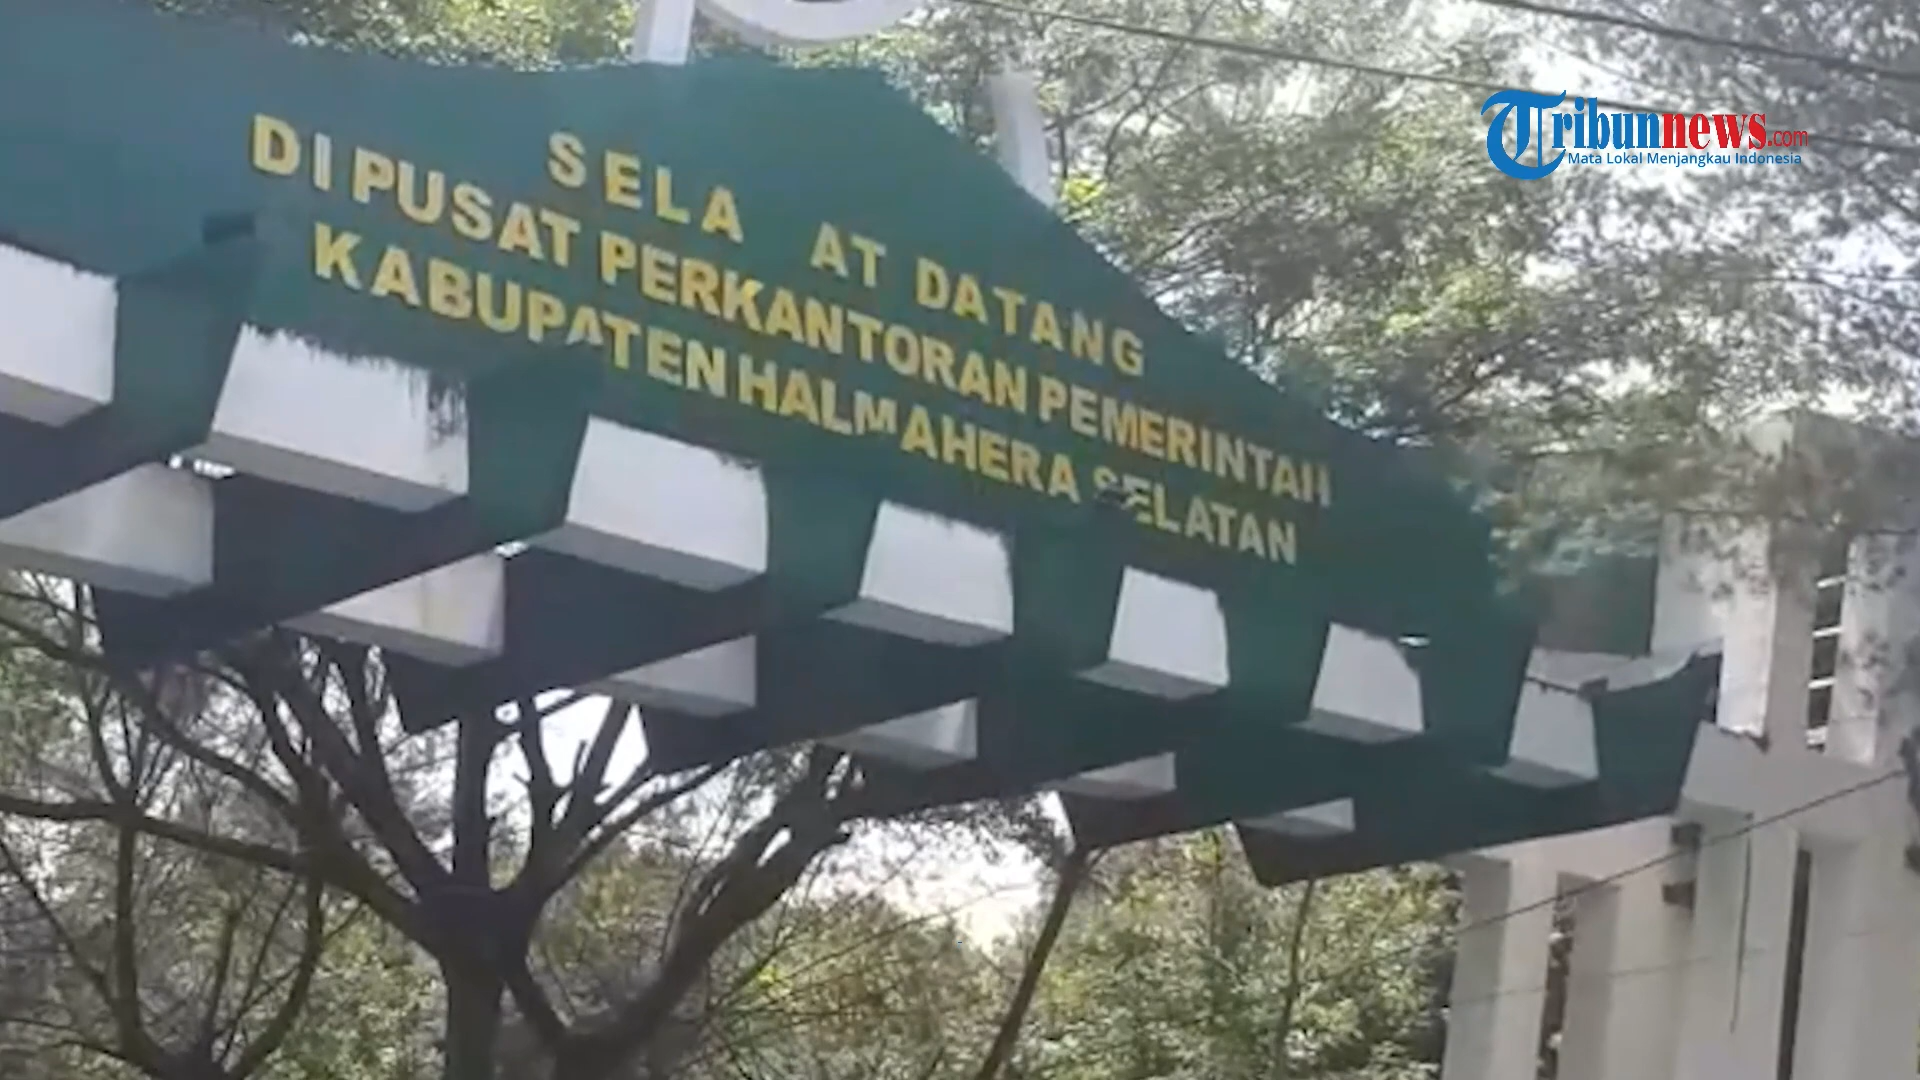 SELA AT DATANG
DI PUSAT PERKANTORAN PEMERINTAH
KABUPATEN HALMAHERA SELATAN
Tribunnews.com
Mata Lokal Menjangkau Indonesia